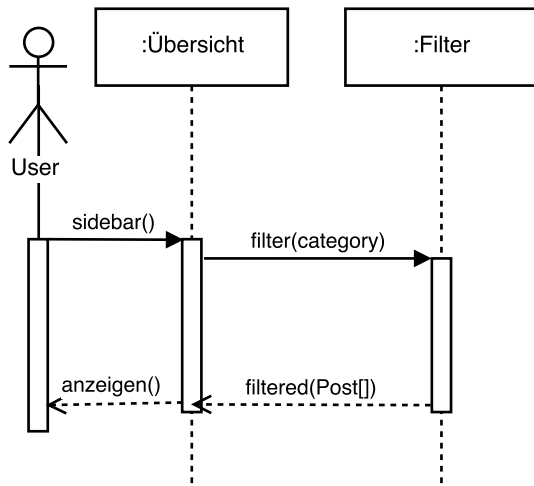 :Übersicht
:Filter
User
sidebar()
filter(category)
anzeigen()
filtered(Post[])